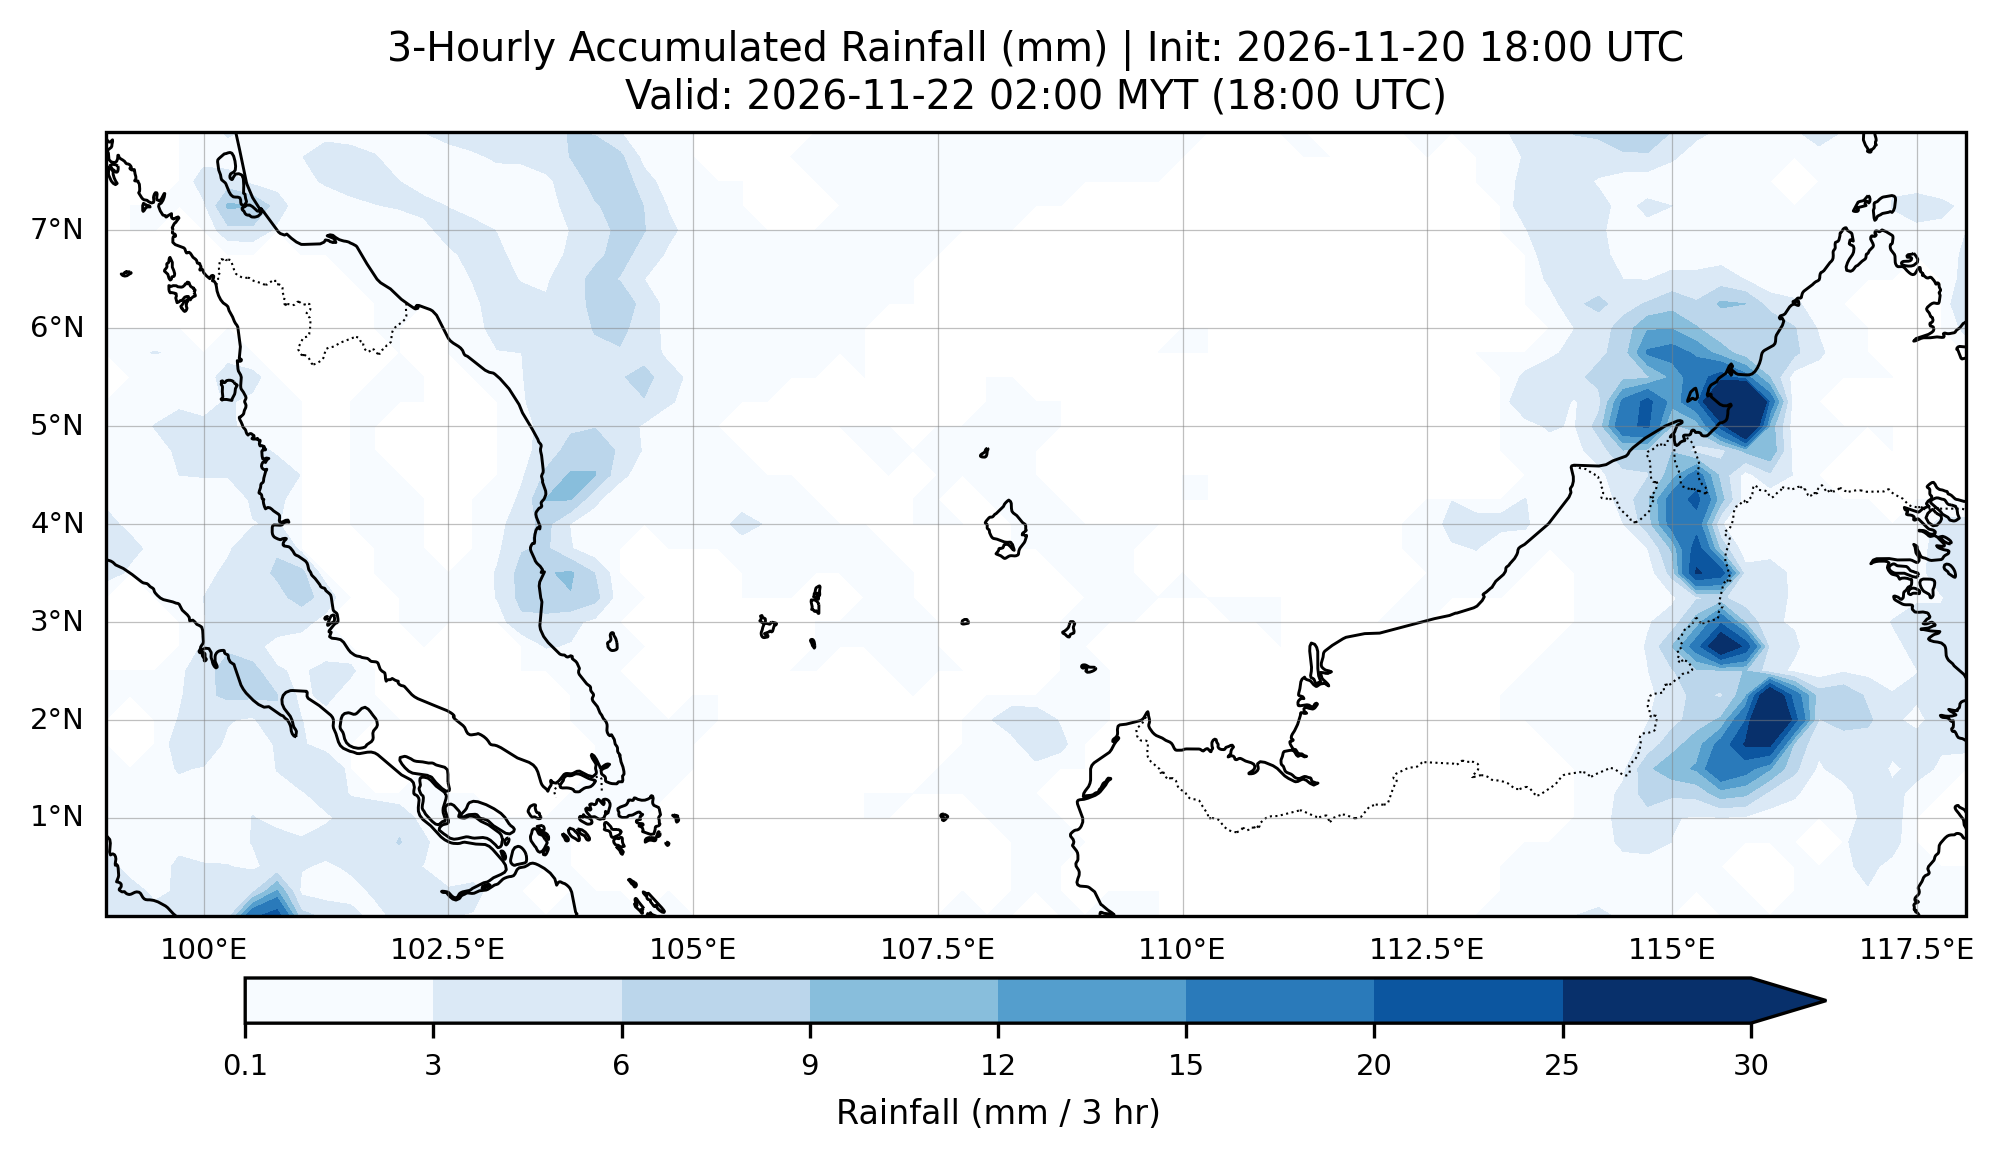 3-Hourly Accumulated Rainfall (mm) | Init: 2026-11-20 18:00 UTC
Valid: 2026-11-22 02:00 MYT (18:00 UTC)
7°N
6°N
5°N
4°N
3°N
2°N
1°N
100°E 102.5°E 105°E 107.5°E 110°E 112.5°E 115°E 117.5°E
0.1 3 6 9 12 15 20 25 30
Rainfall (mm / 3 hr)